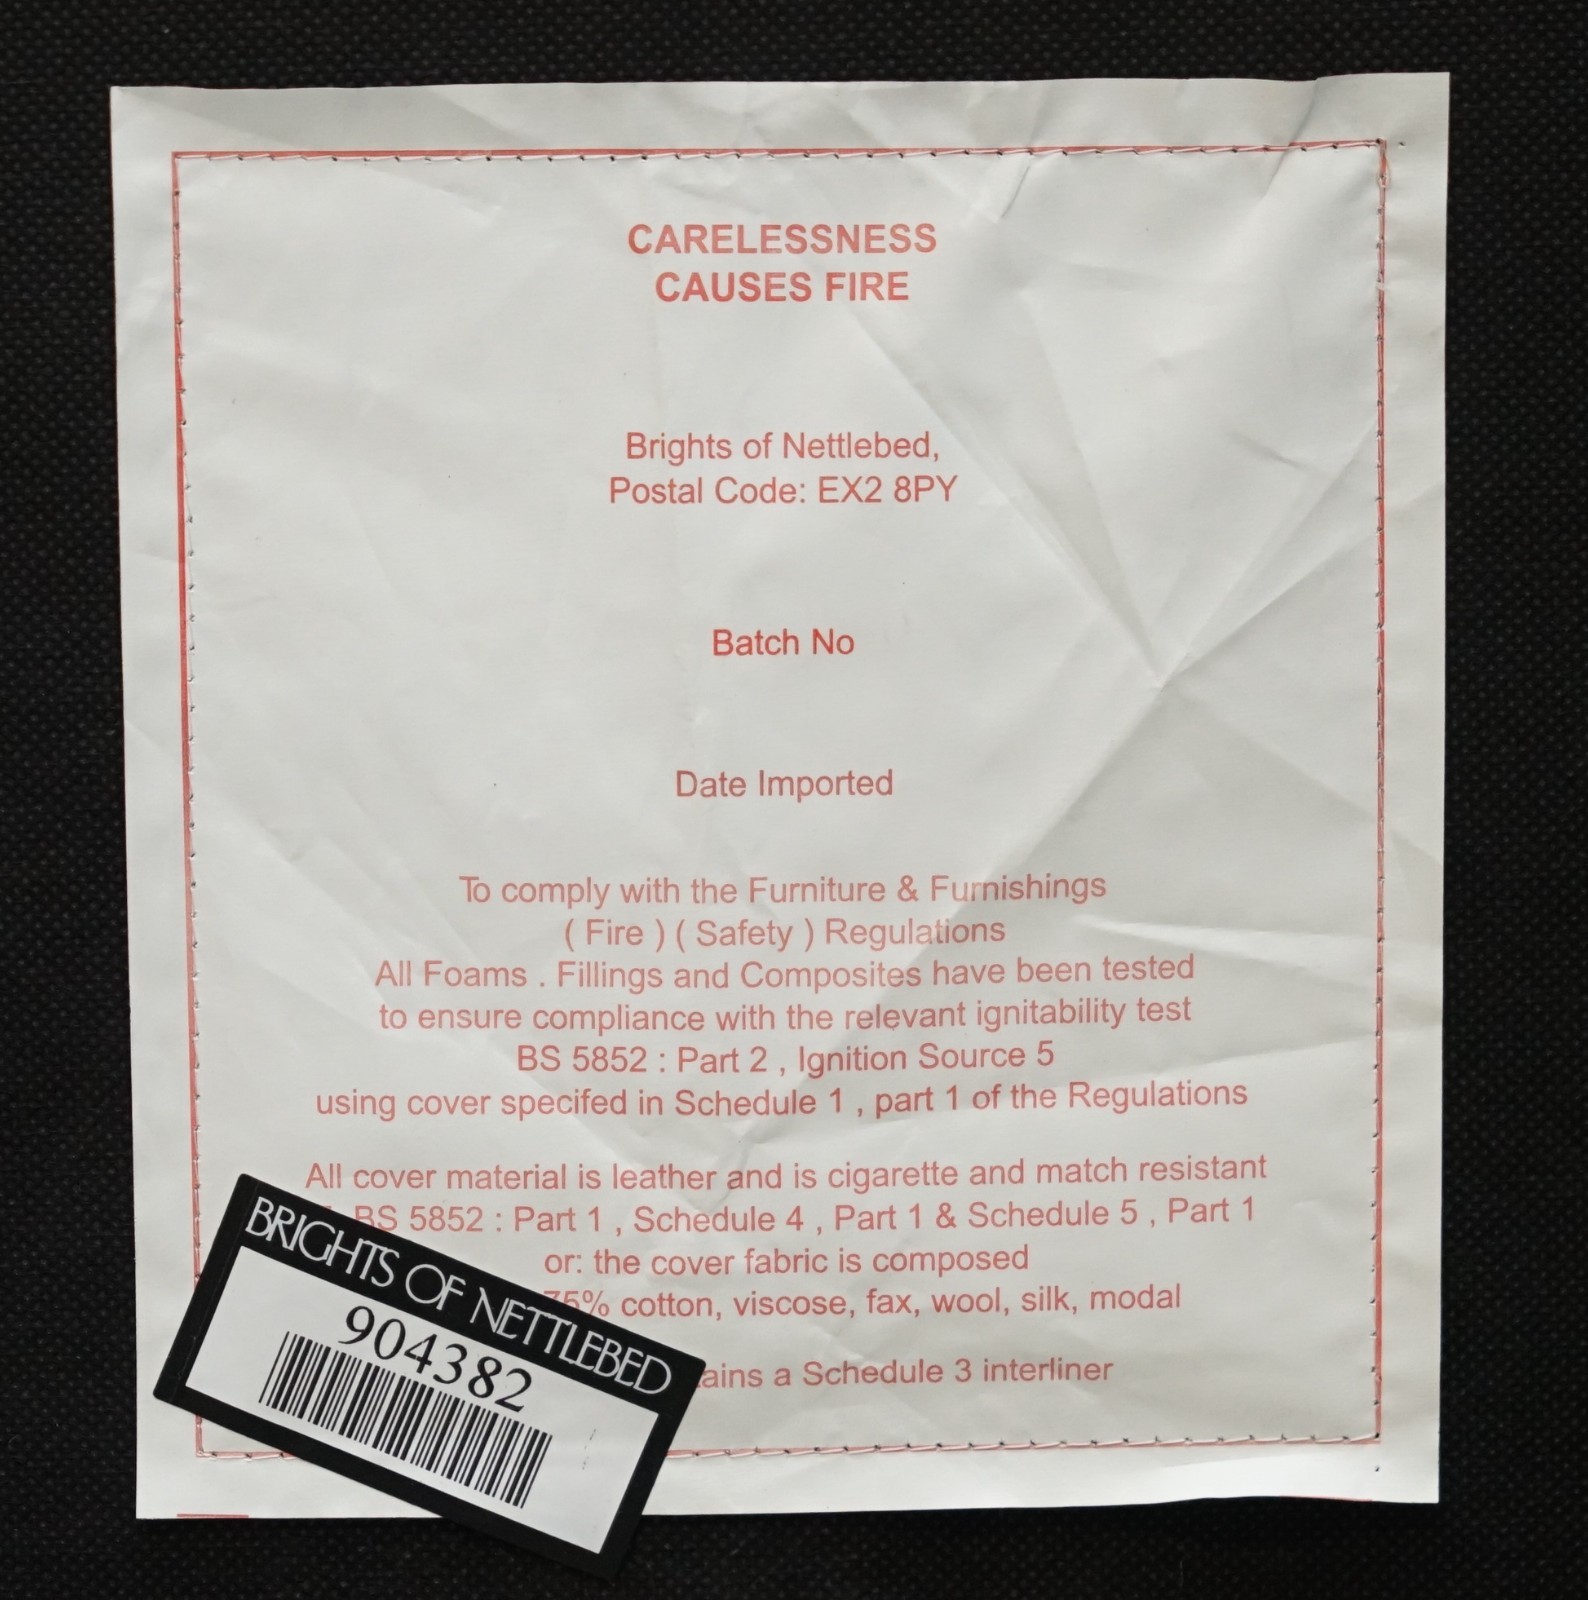 CARELESSNESS
CAUSES FIRE
Brights of Nettlebed,
Postal Code: EX2 8PY
Batch No
Date Imported
To comply with the Furniture & Furnishings
( Fire ) ( Safety ) Regulations
All Foams . Fillings and Composites have been tested
to ensure compliance with the relevant ignitability test
BS 5852 : Part 2 , Ignition Source 5
using cover specifed in Schedule 1 , part 1 of the Regulations
All cover material is leather and is cigarette and match resistant
BS 5852 : Part 1 , Schedule 4 , Part 1 & Schedule 5 , Part 1
or: the cover fabric is composed
75% cotton, viscose, fax, wool, silk, modal
a Schedule 3 interliner
BRIGHTS OF NETTLEBED
904382